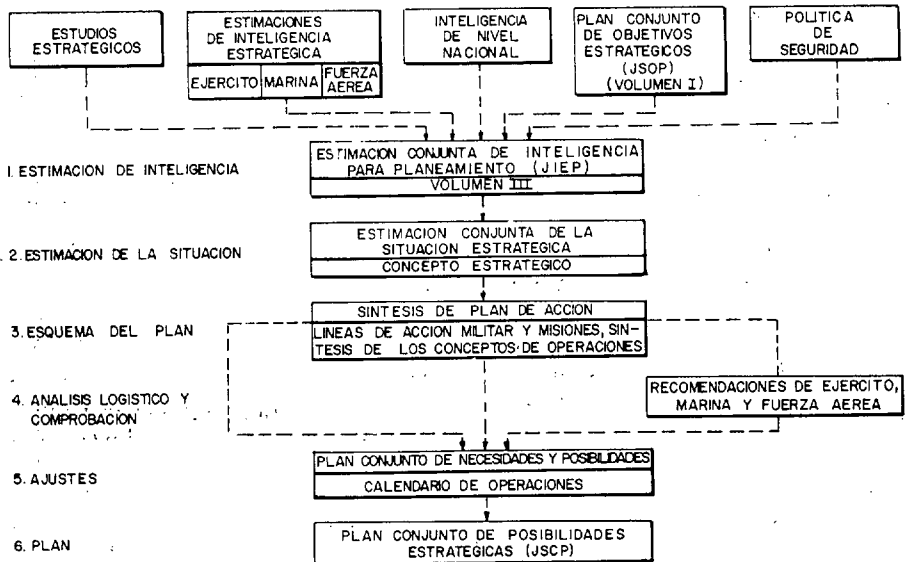 ESTUDIOS
ESTRATEGICOS
ESTIMACIONES
DE INTELIGENCIA
ESTRATEGICA
EJERCITO MARINA FUERZA
AEREA
INTELIGENCIA
DE NIVEL
NACIONAL
PLAN CONJUNTO
DE OBJETIVOS
ESTRATEGICOS
(JSOP)
(VOLUMEN I)
POLITICA
DE
SEGURIDAD
1. ESTIMACION DE INTELIGENCIA
ESTIMACION CONJUNTA DE INTELIGENCIA
PARA PLANEAMIENTO (JIEP)
VOLUMEN III
2. ESTIMACION DE LA SITUACION
ESTIMACION CONJUNTA DE LA
SITUACION ESTRATEGICA
CONCEPTO ESTRATEGICO
3. ESQUEMA DEL PLAN
SINTESIS DE PLAN DE ACCION
LINEAS DE ACCION MILITAR Y MISIONES, SIN-
TESIS DE LOS CONCEPTOS DE OPERACIONES
4. ANALISIS LOGISTICO Y
COMPROBACION
RECOMENDACIONES DE EJERCITO,
MARINA Y FUERZA AEREA
5. AJUSTES
PLAN CONJUNTO DE NECESIDADES Y POSIBILIDADES
CALENDARIO DE OPERACIONES
6. PLAN
PLAN CONJUNTO DE POSIBILIDADES
ESTRATEGICAS (JSCP)